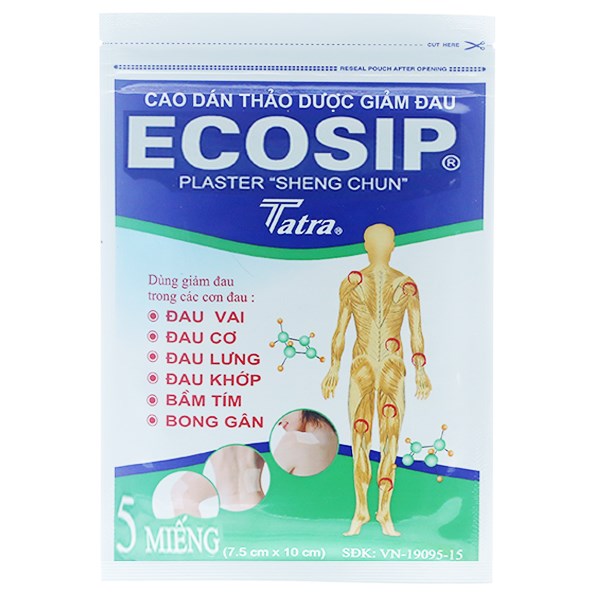 CUT HERE
RESEAL POUCH AFTER OPENING
CAO DÁN THẢO DƯỢC GIẢM ĐAU
ECOSIP®
PLASTER "SHENG CHUN"
Tatra®
Dùng giảm đau
trong các cơn đau :
ĐAU VAI
ĐAU CƠ
ĐAU LƯNG
ĐAU KHỚP
BẦM TÍM
BONG GÂN
5 MIẾNG (7.5 cm x 10 cm) SĐK: VN-19095-15